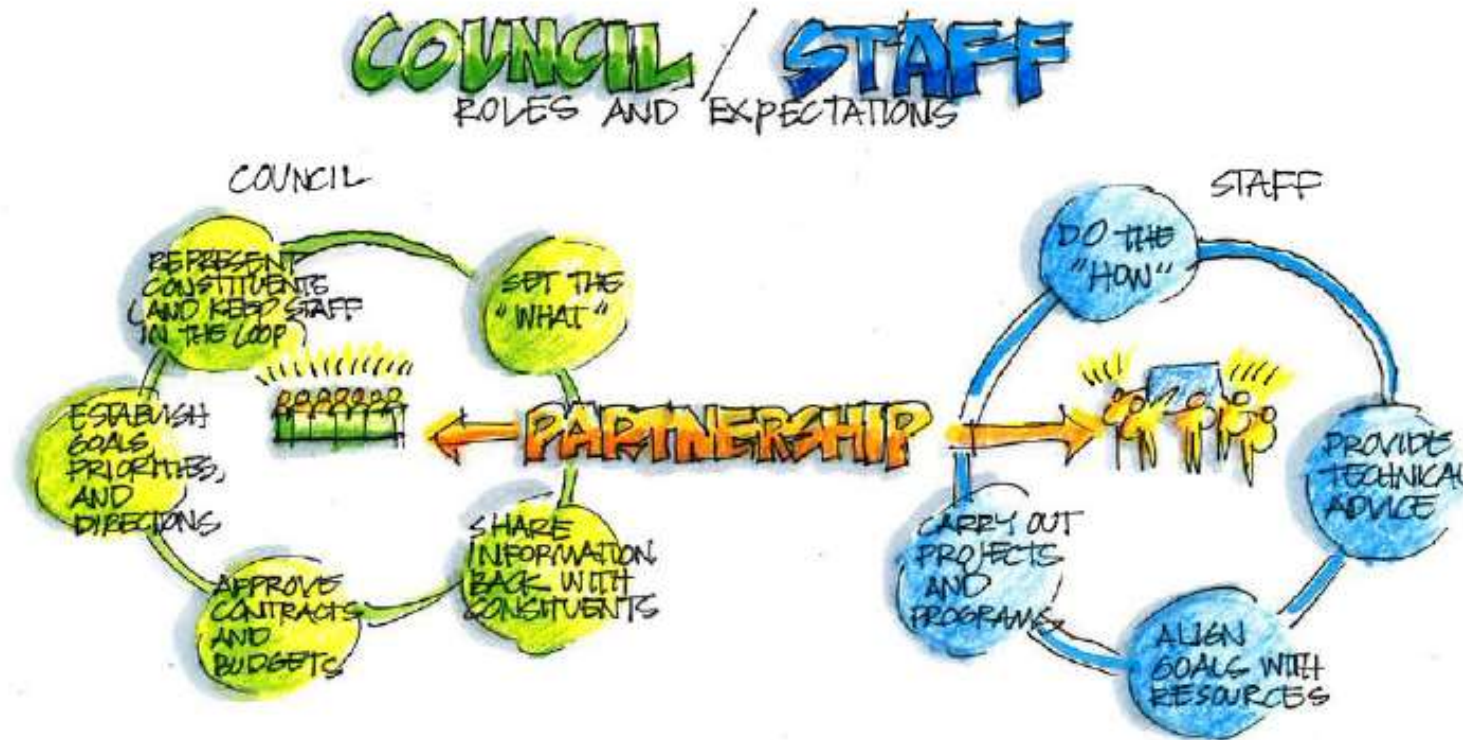 COUNCIL / STAFF
ROLES AND EXPECTATIONS
COUNCIL
REPRESENT
CONSTITUENTS
(AND KEEP STAFF
IN THE LOOP)
SET THE
"WHAT"
ESTABLISH
GOALS,
PRIORITIES,
AND
DIRECTIONS
APPROVE
CONTRACTS
AND
BUDGETS
SHARE
INFORMATION
BACK WITH
CONSITUENTS
PARTNERSHIP
STAFF
DO THE
"HOW"
PROVIDE
TECHNICAL
ADVICE
CARRY OUT
PROJECTS
AND
PROGRAMS
ALIGN
GOALS WITH
RESOURCES